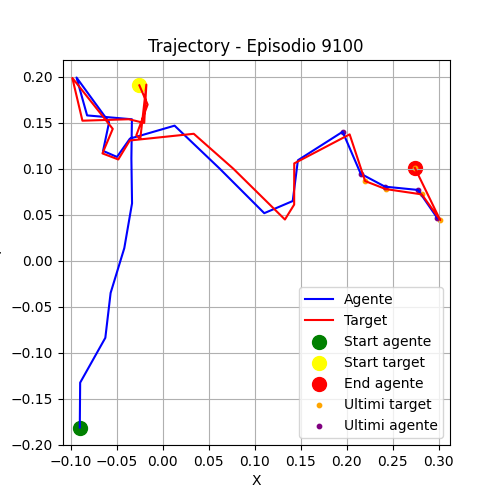 Trajectory - Episodio 9100
0.20
0.15
0.10
0.05
0.00
−0.05
−0.10
−0.15
−0.20
Agente
Target
Start agente
Start target
End agente
Ultimi target
Ultimi agente
−0.10 −0.05 0.00 0.05 0.10 0.15 0.20 0.25 0.30
X